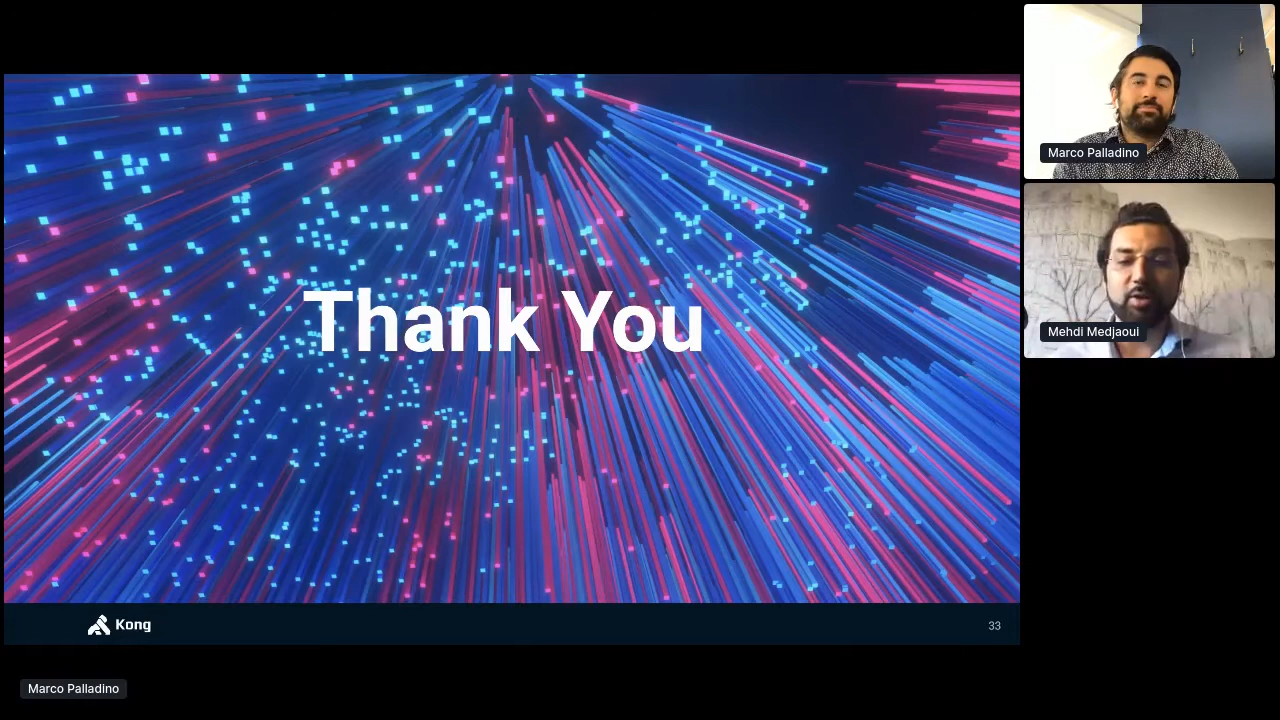 Thank You
Kong
33
Marco Palladino
Mehdi Medjaoui
Marco Palladino